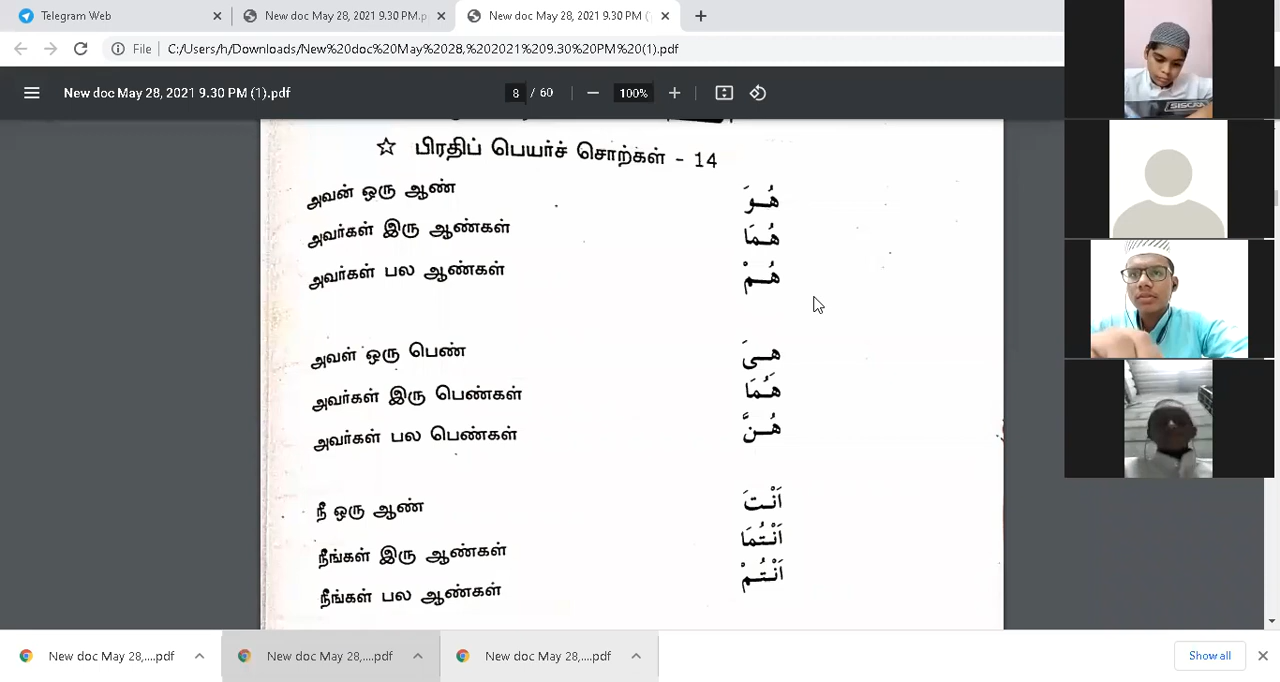 Telegram Web
New doc May 28, 2021 9.30 PM.p
New doc May 28, 2021 9.30 PM (
File
C:/Users/h/Downloads/New%20doc%20May%2028,%202021%209.30%20PM%20(1).pdf
New doc May 28, 2021 9.30 PM (1).pdf
8 / 60
100%
☆ பிரதிப் பெயர்ச் சொற்கள் - 14
அவன் ஒரு ஆண் هُوَ
அவர்கள் இரு ஆண்கள் هُمَا
அவர்கள் பல ஆண்கள் هُمْ
அவள் ஒரு பெண் هِىَ
அவர்கள் இரு பெண்கள் هُمَا
அவர்கள் பல பெண்கள் هُنَّ
நீ ஒரு ஆண் اَنْتَ
நீங்கள் இரு ஆண்கள் اَنْتُمَا
நீங்கள் பல ஆண்கள் اَنْتُمْ
New doc May 28,....pdf
New doc May 28,....pdf
New doc May 28,....pdf
Show all